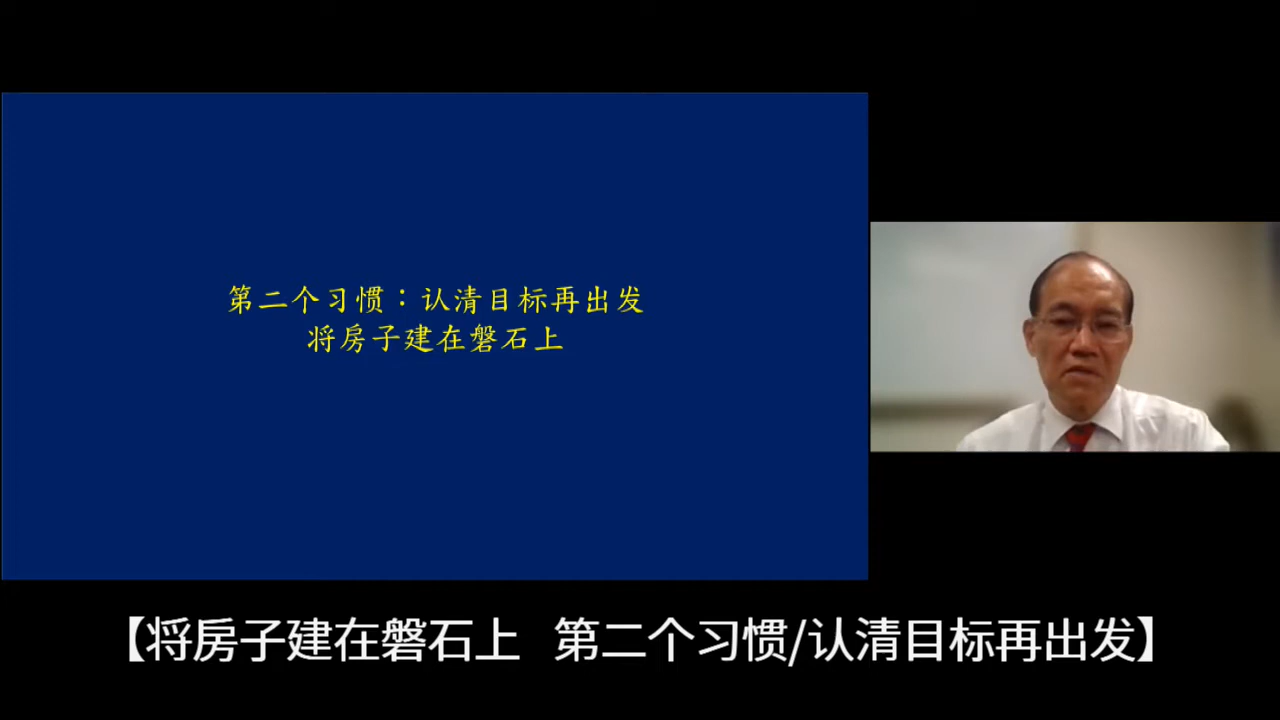 第二个习惯：认清目标再出发
将房子建在磐石上
【将房子建在磐石上 第二个习惯/认清目标再出发】